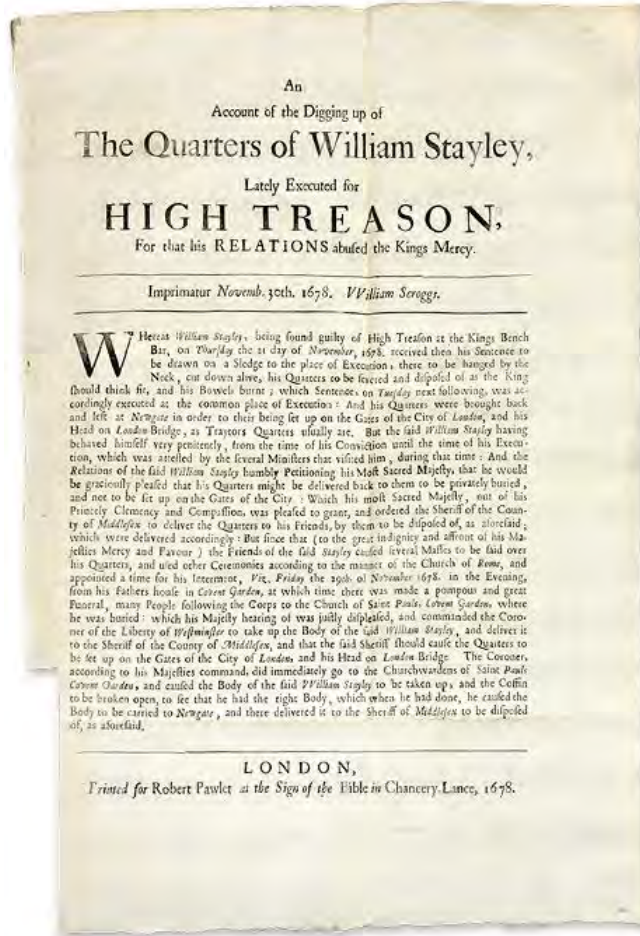 An
Account of the Digging up of
The Quarters of William Stayley,
Lately Executed for
HIGH TREASON,
For that his RELATIONS abused the Kings Mercy.
Imprimatur Novemb. 30th. 1678. VVilliam Scroggs.
WHereas William Stayley, being found guilty of High Treason at the Kings Bench
Bar, on Thursday the 21 day of November, 1678. received then his Sentence to
be drawn on a Sledge to the place of Execution, there to be hanged by the
Neck, cut down alive, his Quarters to be severed and disposed of as the King
should think fit, and his Bowels burnt; which Sentence, on Tuesday next following, was ac-
cordingly executed at the common place of Execution: And his Quarters were brought back
and left at Newgate in order to their being set up on the Gates of the City of London, and his
Head on London Bridge, as Traytors Quarters usually are. But the said William Stayley having
behaved himself very penitently, from the time of his Conviction until the time of his Execu-
tion, which was attested by the several Ministers that visited him, during that time: And the
Relations of the said William Stayley humbly Petitioning his Most Sacred Majesty, that he would
be graciously pleased that his Quarters might be delivered back to them to be privately buried,
and not to be set up on the Gates of the City: Which his most Sacred Majesty, out of his
Princely Clemency and Compassion, was pleased to grant, and ordered the Sheriff of the Coun-
ty of Middlesex to deliver the Quarters to his Friends, by them to be disposed of, as aforesaid;
which were delivered accordingly: But since that (to the great indignity and affront of his Ma-
jesties Mercy and Favour) the Friends of the said Stayley caused several Masses to be said over
his Quarters, and used other Ceremonies according to the manner of the Church of Rome, and
appointed a time for his Interment, Viz. Friday the 29th. of November 1678. in the Evening,
from his Fathers house in Covent Garden, at which time there was made a pompous and great
Funeral, many People following the Corps to the Church of Saint Pauls Covent Garden, where
he was buried: which his Majesty hearing of was justly displeased, and commanded the Coro-
ner of the Liberty of Westminster to take up the Body of the said William Stayley, and deliver it
to the Sheriff of the County of Middlesex, and that the said Sheriff should cause the Quarters to
be set up on the Gates of the City of London, and his Head on London Bridge. The Coroner,
according to his Majesties command, did immediately go to the Churchwardens of Saint Pauls
Covent Garden, and caused the Body of the said VVilliam Stayley to be taken up, and the Coffin
to be broken open, to see that he had the right Body, which when he had done, he caused the
Body to be carried to Newgate, and there delivered it to the Sheriff of Middlesex to be disposed
of, as aforesaid.
LONDON,
Printed for Robert Pawlet at the Sign of the Bible in Chancery-Lance, 1678.